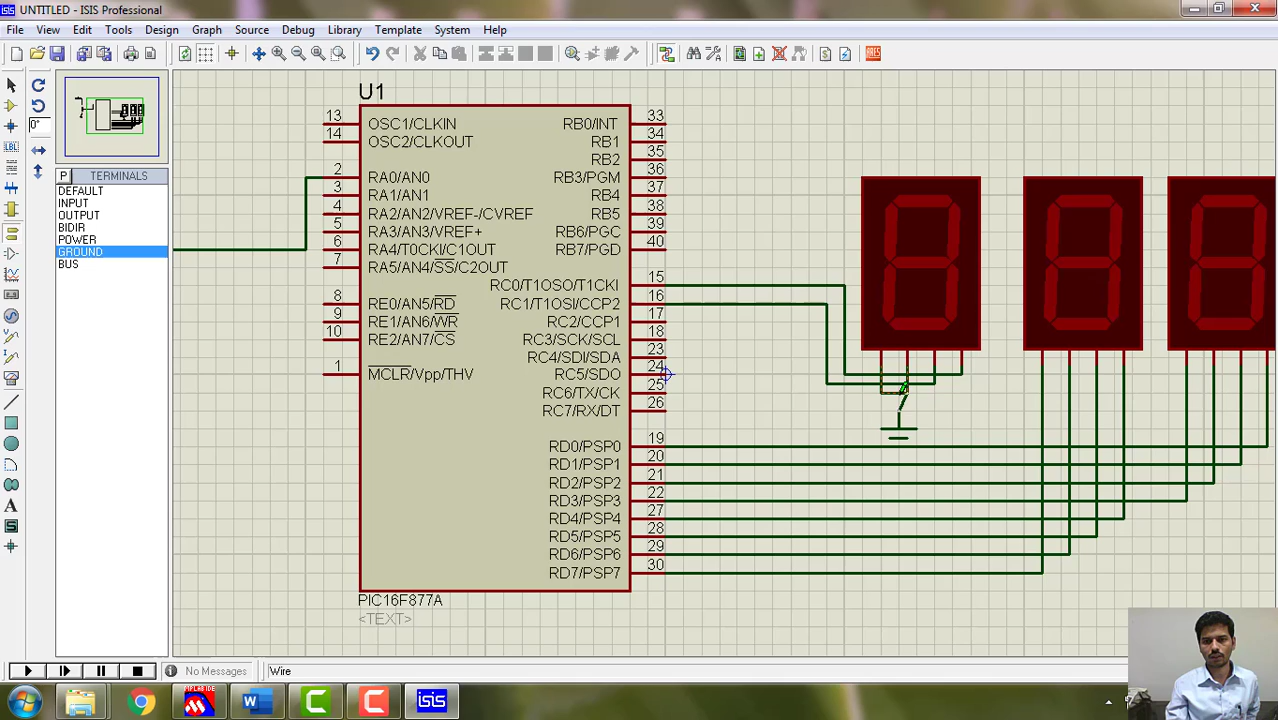 UNTITLED - ISIS Professional
File View Edit Tools Design Graph Source Debug Library Template System Help
ARES
0°
P TERMINALS
DEFAULT
INPUT
OUTPUT
BIDIR
POWER
GROUND
BUS
LBL
A
S
U1
13 OSC1/CLKIN RB0/INT 33
14 OSC2/CLKOUT RB1 34
RB2 35
2 RA0/AN0 RB3/PGM 36
3 RA1/AN1 RB4 37
4 RA2/AN2/VREF-/CVREF RB5 38
5 RA3/AN3/VREF+ RB6/PGC 39
6 RA4/T0CKI/C1OUT RB7/PGD 40
7 RA5/AN4/SS/C2OUT
RC0/T1OSO/T1CKI 15
8 RE0/AN5/RD RC1/T1OSI/CCP2 16
9 RE1/AN6/WR RC2/CCP1 17
10 RE2/AN7/CS RC3/SCK/SCL 18
RC4/SDI/SDA 23
1 MCLR/Vpp/THV RC5/SDO 24
RC6/TX/CK 25
RC7/RX/DT 26
RD0/PSP0 19
RD1/PSP1 20
RD2/PSP2 21
RD3/PSP3 22
RD4/PSP4 27
RD5/PSP5 28
RD6/PSP6 29
RD7/PSP7 30
PIC16F877A
<TEXT>
No Messages Wire
MPLAB IDE
isis